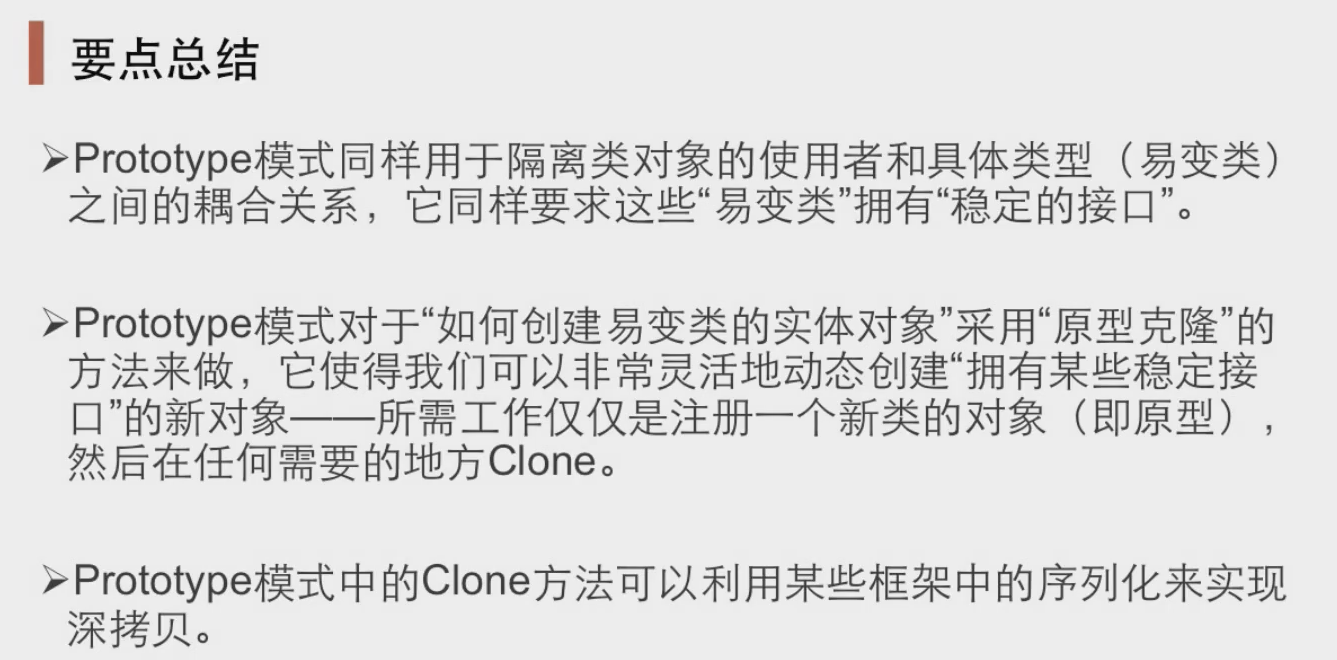 要点总结
➢Prototype模式同样用于隔离类对象的使用者和具体类型（易变类）
之间的耦合关系，它同样要求这些“易变类”拥有“稳定的接口”。
➢Prototype模式对于“如何创建易变类的实体对象”采用“原型克隆”的
方法来做，它使得我们可以非常灵活地动态创建“拥有某些稳定接
口”的新对象——所需工作仅仅是注册一个新类的对象（即原型），
然后在任何需要的地方Clone。
➢Prototype模式中的Clone方法可以利用某些框架中的序列化来实现
深拷贝。